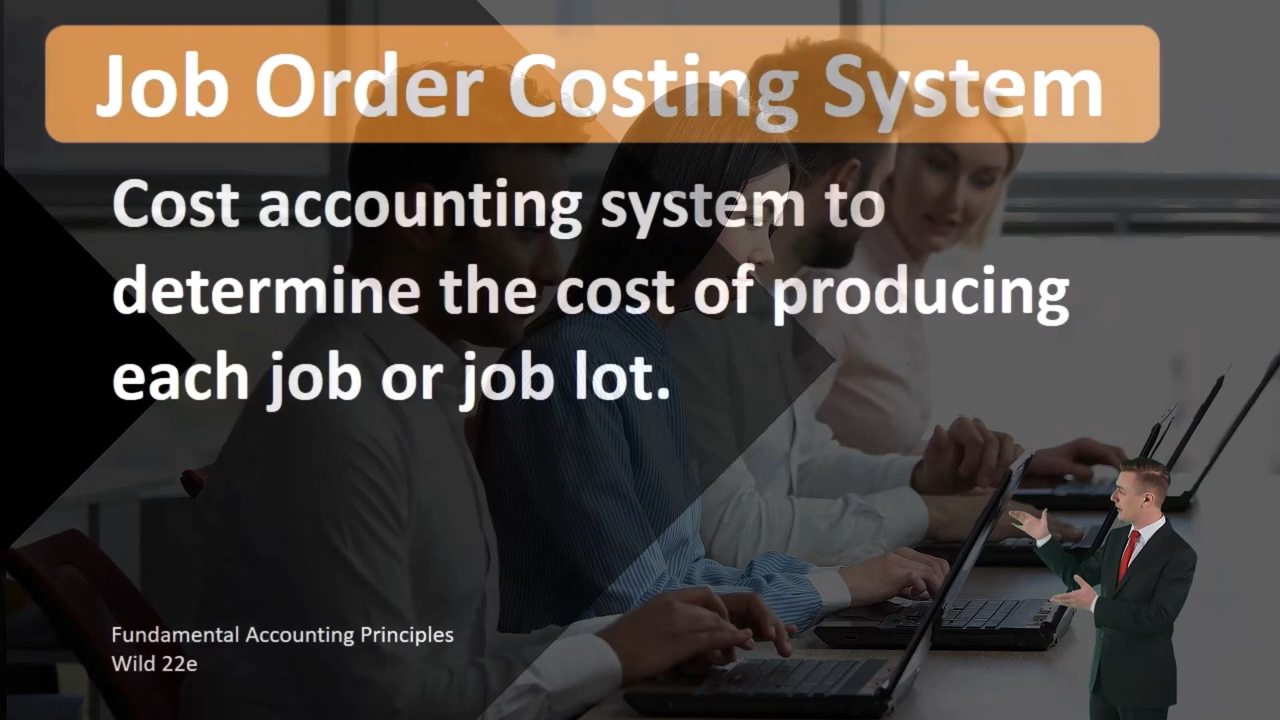 Job Order Costing System
Cost accounting system to
determine the cost of producing
each job or job lot.
Fundamental Accounting Principles
Wild 22e